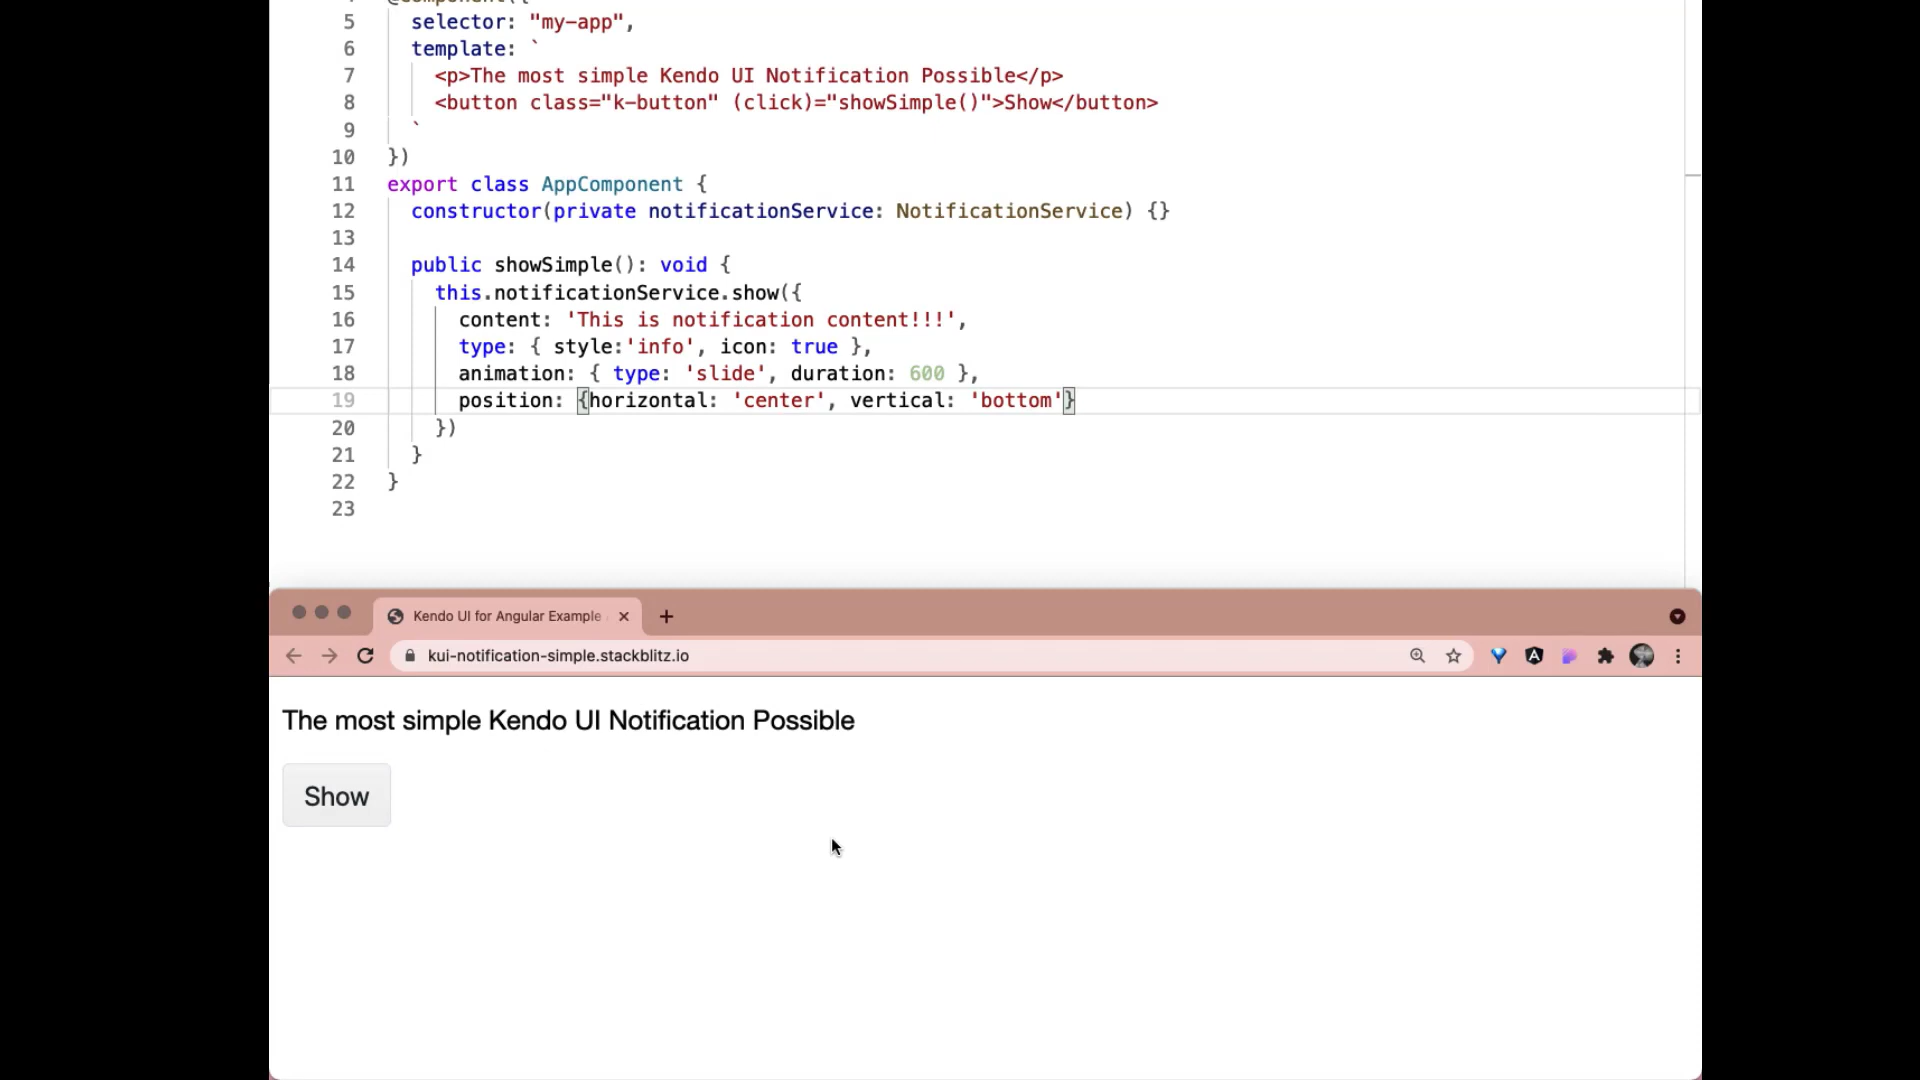 @Component({
5 selector: "my-app",
6 template: `
7 <p>The most simple Kendo UI Notification Possible</p>
8 <button class="k-button" (click)="showSimple()">Show</button>
9 `
10 })
11 export class AppComponent {
12 constructor(private notificationService: NotificationService) {}
13
14 public showSimple(): void {
15 this.notificationService.show({
16 content: 'This is notification content!!!',
17 type: { style:'info', icon: true },
18 animation: { type: 'slide', duration: 600 },
19 position: {horizontal: 'center', vertical: 'bottom'}
20 })
21 }
22 }
23
Kendo UI for Angular Example
kui-notification-simple.stackblitz.io
The most simple Kendo UI Notification Possible
Show